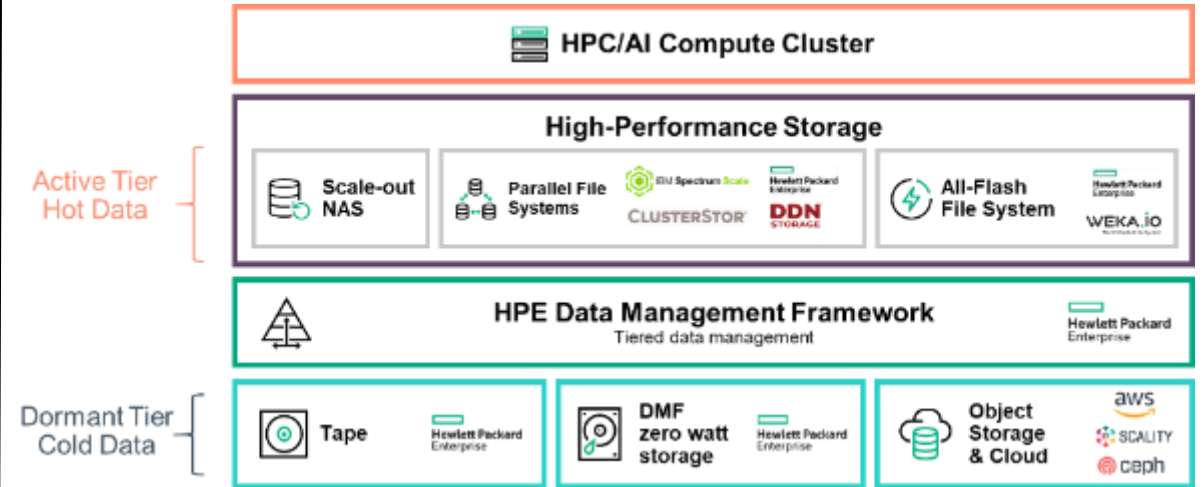 HPC/AI Compute Cluster
High-Performance Storage
Active Tier
Hot Data
Scale-out
NAS
Parallel File
Systems
IBM Spectrum Scale
CLUSTERSTOR
Hewlett Packard
Enterprise
DDN
STORAGE
All-Flash
File System
Hewlett Packard
Enterprise
WEKA.iO
HPE Data Management Framework
Tiered data management
Hewlett Packard
Enterprise
Dormant Tier
Cold Data
Tape
Hewlett Packard
Enterprise
DMF
zero watt
storage
Hewlett Packard
Enterprise
Object
Storage
& Cloud
aws
SCALITY
ceph